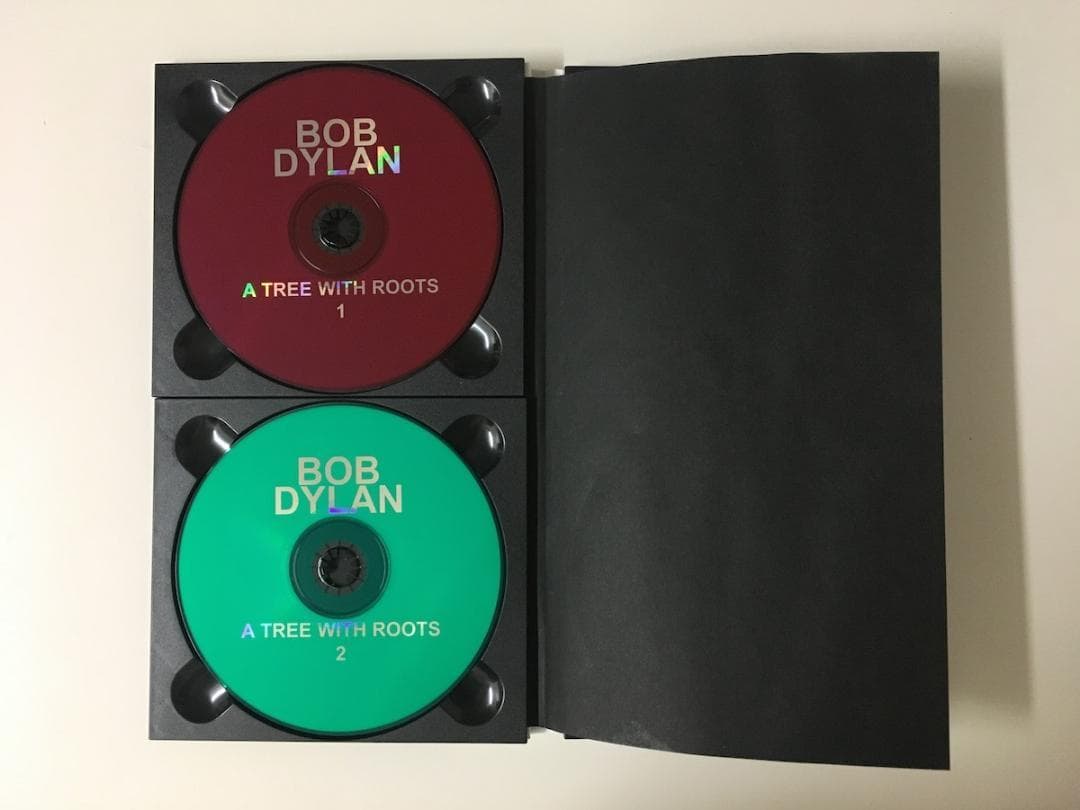 BOB
DYLAN
A TREE WITH ROOTS
1
BOB
DYLAN
A TREE WITH ROOTS
2